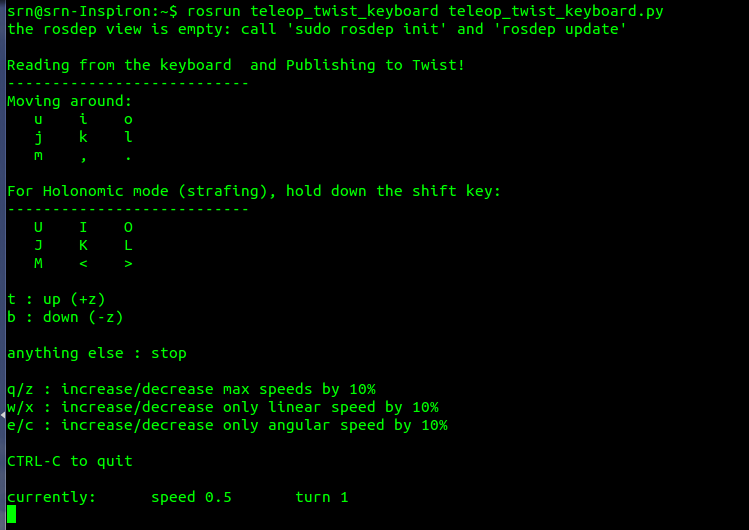 srn@srn-Inspiron:~$ rosrun teleop_twist_keyboard teleop_twist_keyboard.py
the rosdep view is empty: call 'sudo rosdep init' and 'rosdep update'
Reading from the keyboard  and Publishing to Twist!
---------------------------
Moving around:
   u    i    o
   j    k    l
   m    ,    .
For Holonomic mode (strafing), hold down the shift key:
---------------------------
   U    I    O
   J    K    L
   M    <    >
t : up (+z)
b : down (-z)
anything else : stop
q/z : increase/decrease max speeds by 10%
w/x : increase/decrease only linear speed by 10%
e/c : increase/decrease only angular speed by 10%
CTRL-C to quit
currently:      speed 0.5       turn 1